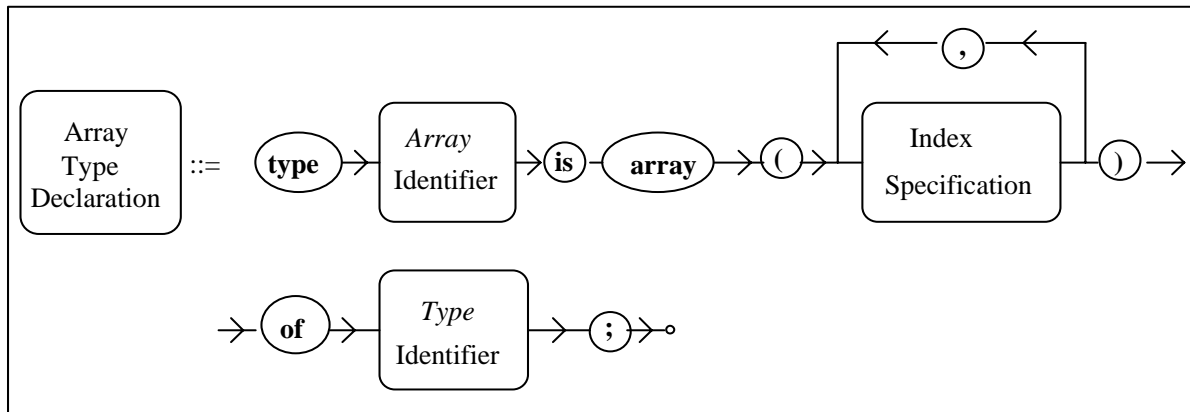 ,
Array Type Declaration ::= type Array Identifier is array ( Index Specification )
of Type Identifier ;